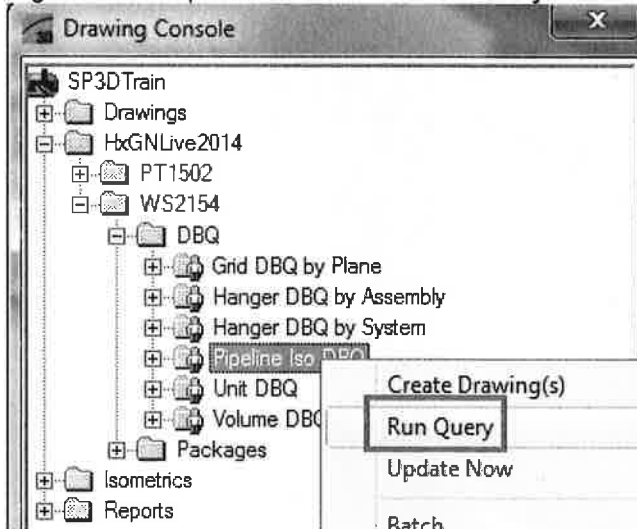 Drawing Console
x
SP3DTrain
Drawings
HxGNLive2014
PT1502
WS2154
DBQ
Grid DBQ by Plane
Hanger DBQ by Assembly
Hanger DBQ by System
Pipeline Iso DBQ
Unit DBQ
Volume DB
Packages
Isometrics
Reports
Create Drawing(s)
Run Query
Update Now
Batch